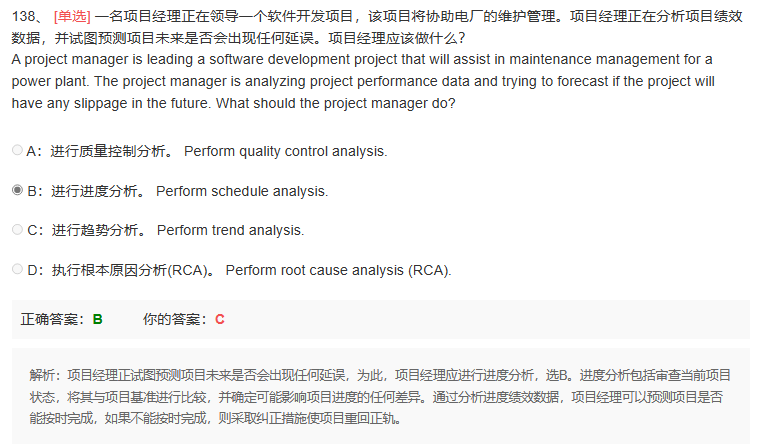 138、 [单选] 一名项目经理正在领导一个软件开发项目，该项目将协助电厂的维护管理。项目经理正在分析项目绩效
数据，并试图预测项目未来是否会出现任何延误。项目经理应该做什么？
A project manager is leading a software development project that will assist in maintenance management for a
power plant. The project manager is analyzing project performance data and trying to forecast if the project will
have any slippage in the future. What should the project manager do?
A：进行质量控制分析。 Perform quality control analysis.
B：进行进度分析。 Perform schedule analysis.
C：进行趋势分析。 Perform trend analysis.
D：执行根本原因分析(RCA)。 Perform root cause analysis (RCA).
正确答案：B 你的答案：C
解析：项目经理正试图预测项目未来是否会出现任何延误，为此，项目经理应进行进度分析，选B。进度分析包括审查当前项目
状态，将其与项目基准进行比较，并确定可能影响项目进度的任何差异。通过分析进度绩效数据，项目经理可以预测项目是否
能按时完成，如果不能按时完成，则采取纠正措施使项目重回正轨。